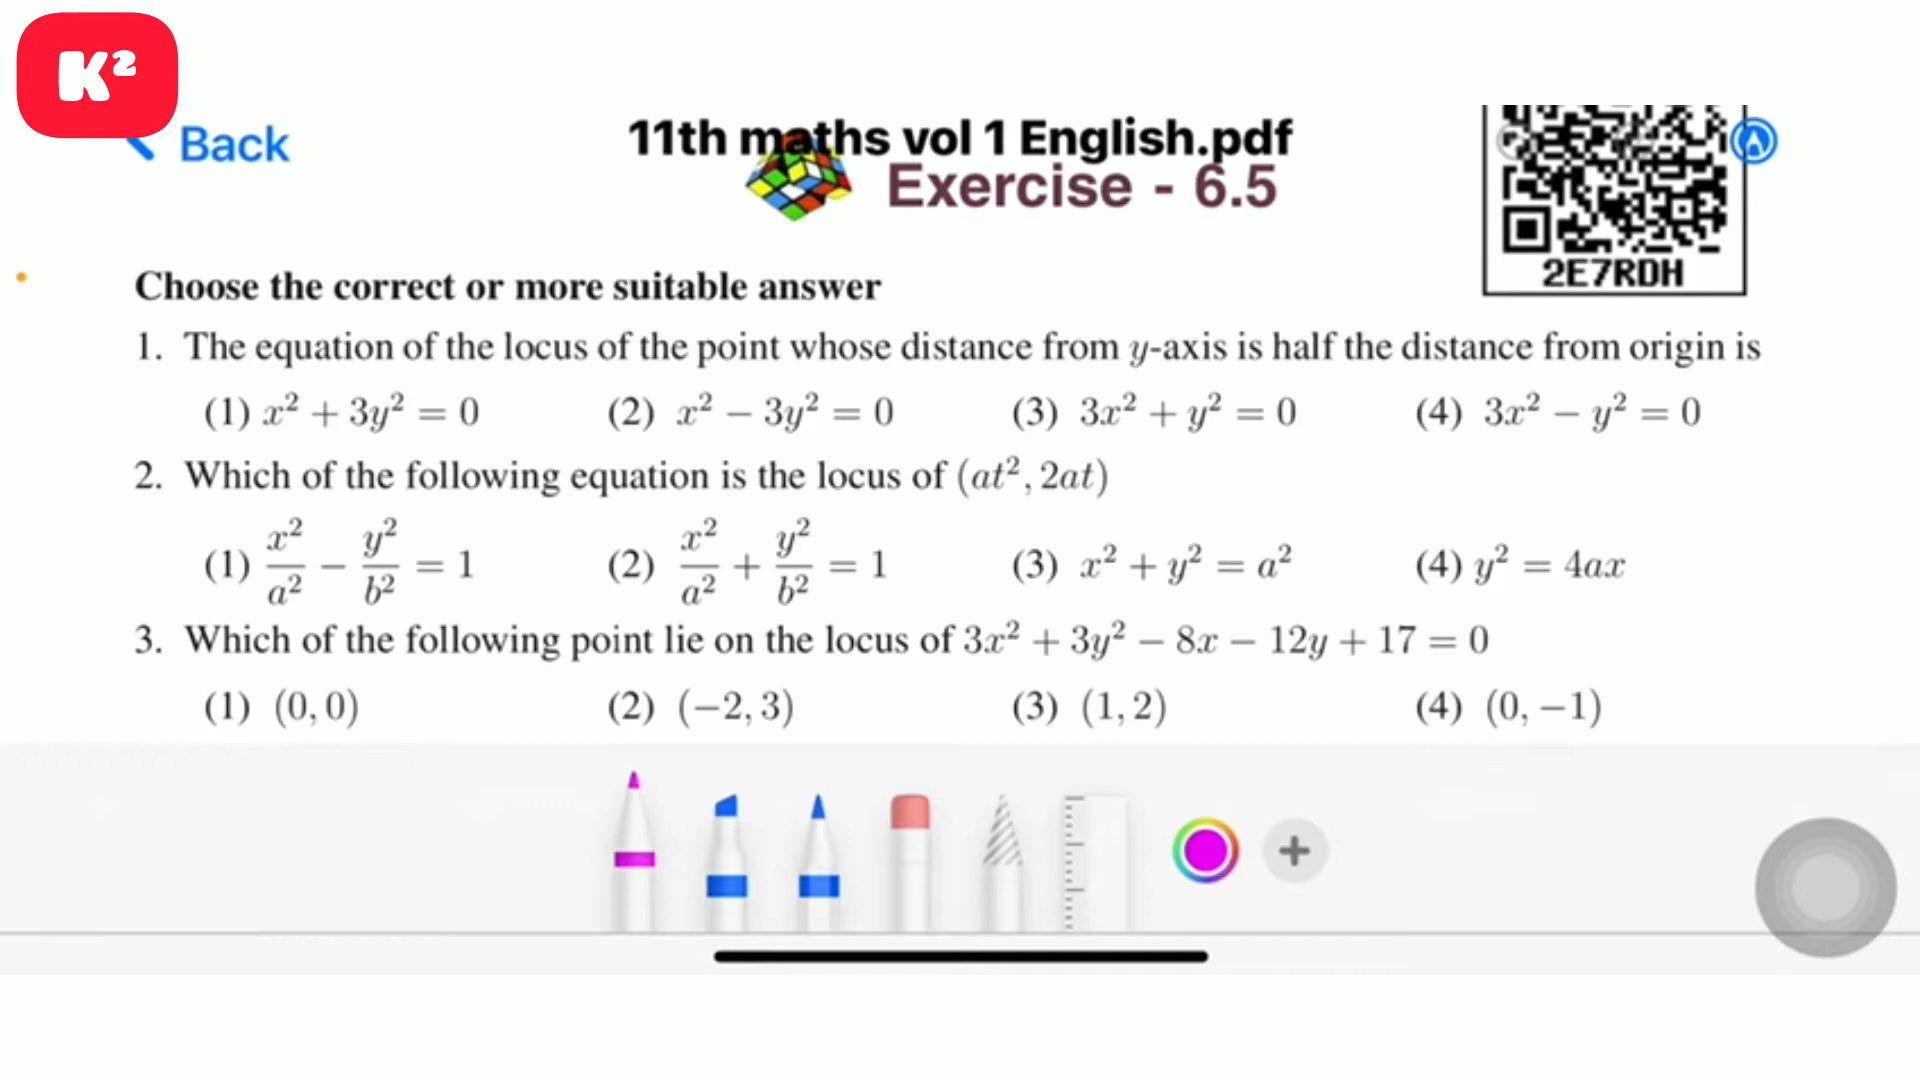 K²
Back
11th maths vol 1 English.pdf
Exercise - 6.5
2E7RDH
Choose the correct or more suitable answer
1. The equation of the locus of the point whose distance from y-axis is half the distance from origin is
(1) x² + 3y² = 0 (2) x² − 3y² = 0 (3) 3x² + y² = 0 (4) 3x² − y² = 0
2. Which of the following equation is the locus of (at², 2at)
(1) x²/a² − y²/b² = 1 (2) x²/a² + y²/b² = 1 (3) x² + y² = a² (4) y² = 4ax
3. Which of the following point lie on the locus of 3x² + 3y² − 8x − 12y + 17 = 0
(1) (0, 0) (2) (−2, 3) (3) (1, 2) (4) (0, −1)